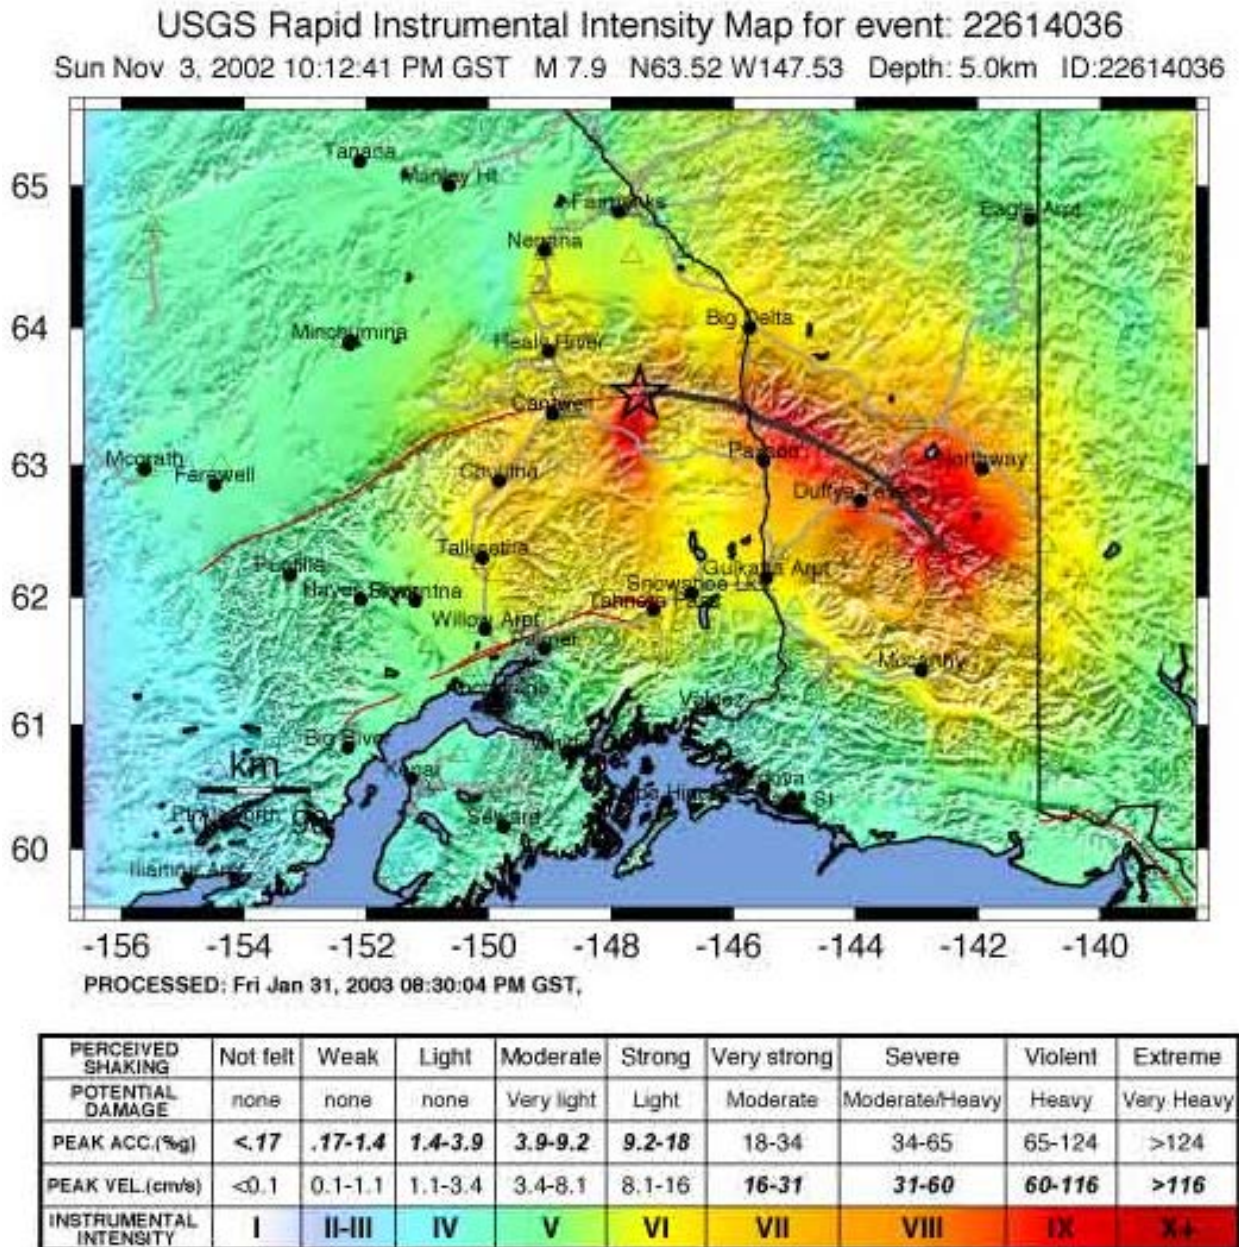 USGS Rapid Instrumental Intensity Map for event: 22614036
Sun Nov 3, 2002 10:12:41 PM GST M 7.9 N63.52 W147.53 Depth: 5.0km ID:22614036
65
64
63
62
61
60
Tanana
Manley Ht
Fairbanks
Eagle Arpt
Nenana
Big Delta
Minchumina
Healy River
Cantwell
Mcgrath
Farewell
Paxson
Northway
Chulitna
Talkeetna
Gulkana Arpt
Puntilla
Snowshoe Lk
Skwentna
Willow Arpt
Palmer
Mccarthy
Valdez
Big River
km
Kenai
Seward
-156
-154
-152
-150
-148
-146
-144
-142
-140
PROCESSED: Fri Jan 31, 2003 08:30:04 PM GST,
PERCEIVED SHAKING Not felt Weak Light Moderate Strong Very strong Severe Violent Extreme
POTENTIAL DAMAGE none none none Very light Light Moderate Moderate/Heavy Heavy Very Heavy
PEAK ACC.(%g) <.17 .17-1.4 1.4-3.9 3.9-9.2 9.2-18 18-34 34-65 65-124 >124
PEAK VEL.(cm/s) <0.1 0.1-1.1 1.1-3.4 3.4-8.1 8.1-16 16-31 31-60 60-116 >116
INSTRUMENTAL INTENSITY I II-III IV V VI VII VIII IX X+